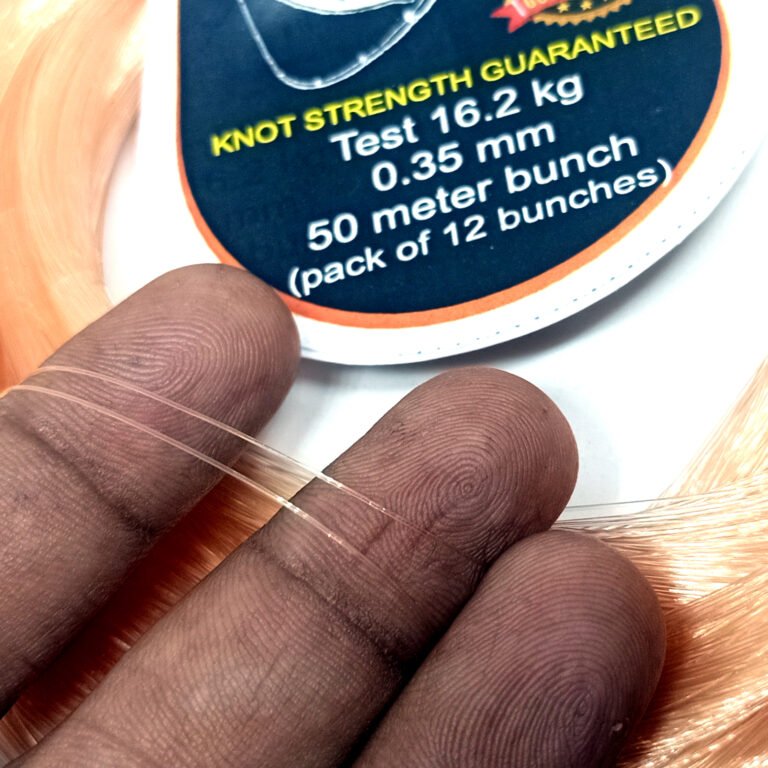 KNOT STRENGTH GUARANTEED
Test 16.2 kg
0.35 mm
50 meter bunch
(pack of 12 bunches)